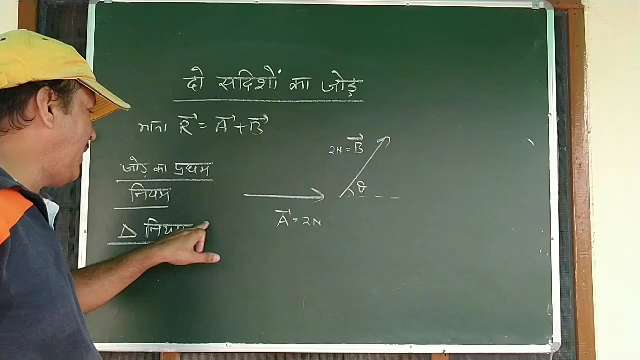 दो सदिशों का जोड़
माना R⃗ = A⃗ + B⃗
जोड़ का प्रथम
नियम
Δ नियम
2N = B⃗
θ
A⃗ = 2N